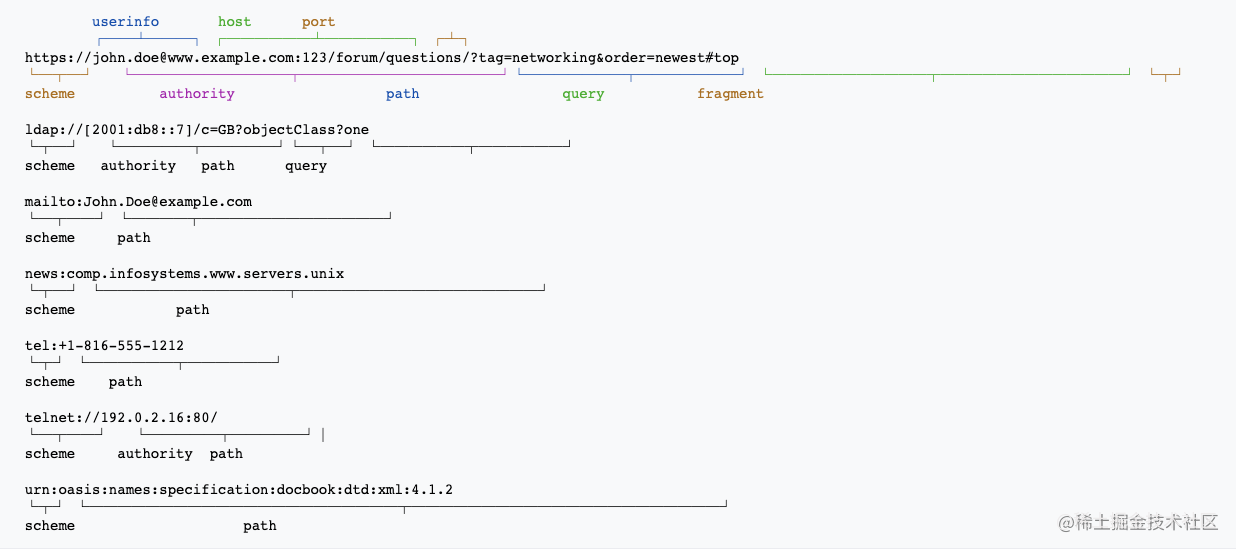 userinfo host port
https://john.doe@www.example.com:123/forum/questions/?tag=networking&order=newest#top
scheme authority path query fragment
ldap://[2001:db8::7]/c=GB?objectClass?one
scheme authority path query
mailto:John.Doe@example.com
scheme path
news:comp.infosystems.www.servers.unix
scheme path
tel:+1-816-555-1212
scheme path
telnet://192.0.2.16:80/
scheme authority path
urn:oasis:names:specification:docbook:dtd:xml:4.1.2
scheme path
@稀土掘金技术社区